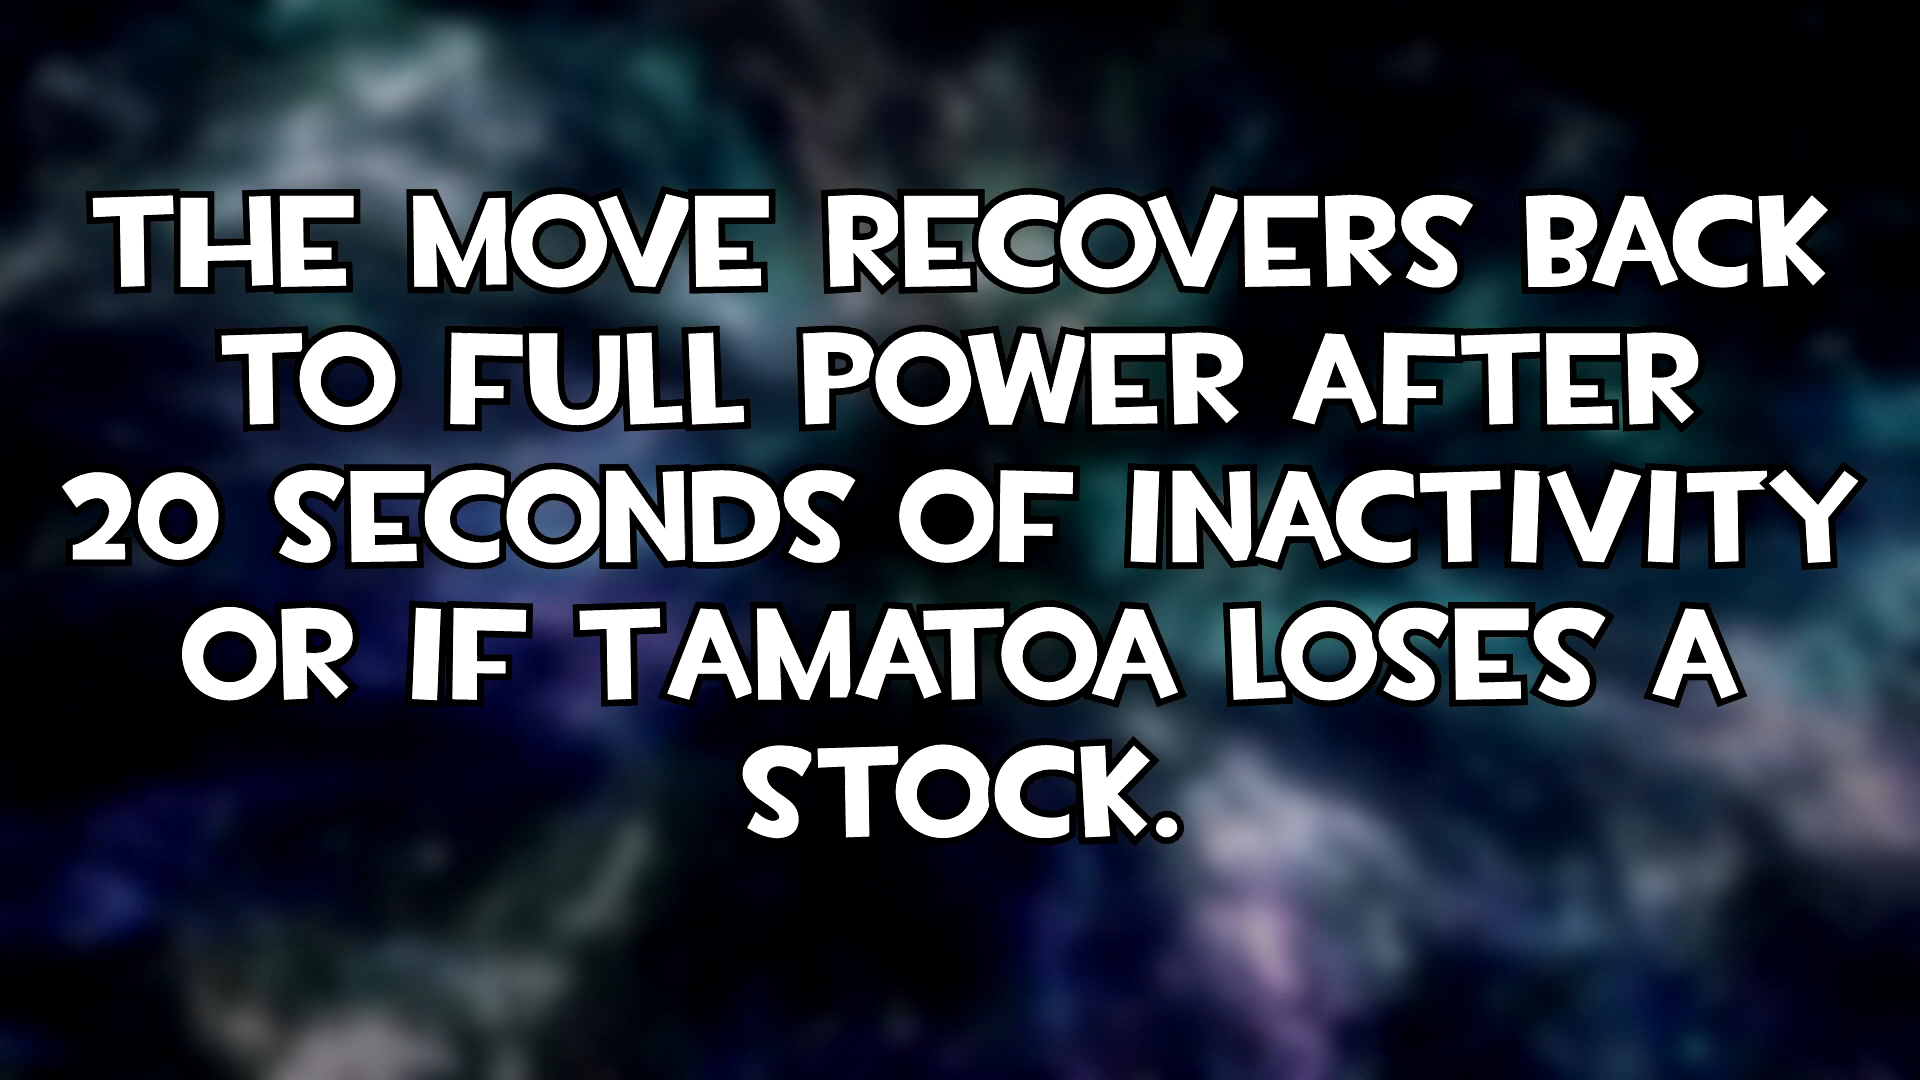 THE MOVE RECOVERS BACK
TO FULL POWER AFTER
20 SECONDS OF INACTIVITY
OR IF TAMATOA LOSES A
STOCK.